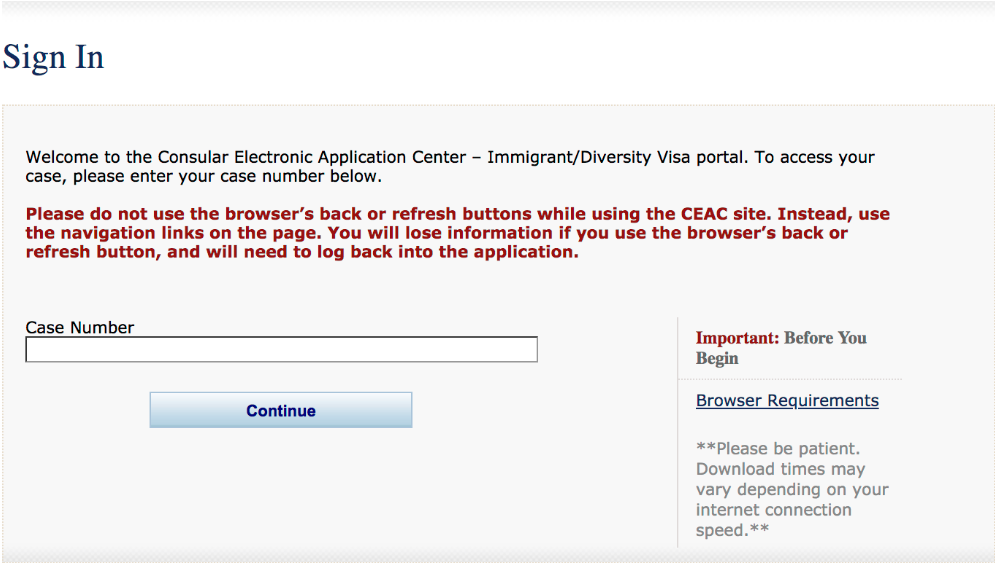 Sign In
Welcome to the Consular Electronic Application Center – Immigrant/Diversity Visa portal. To access your
case, please enter your case number below.
Please do not use the browser’s back or refresh buttons while using the CEAC site. Instead, use
the navigation links on the page. You will lose information if you use the browser’s back or
refresh button, and will need to log back into the application.
Case Number
Continue
Important: Before You
Begin
Browser Requirements
**Please be patient.
Download times may
vary depending on your
internet connection
speed.**